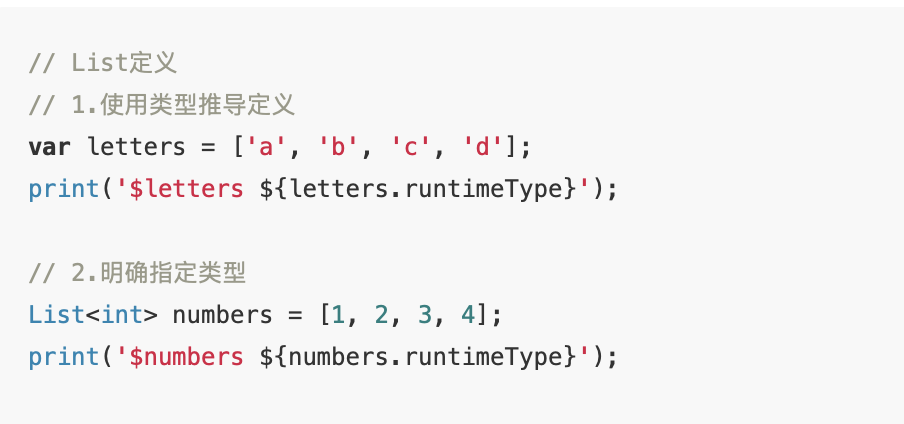 // List定义
// 1.使用类型推导定义
var letters = ['a', 'b', 'c', 'd'];
print('$letters ${letters.runtimeType}');
// 2.明确指定类型
List<int> numbers = [1, 2, 3, 4];
print('$numbers ${numbers.runtimeType}');